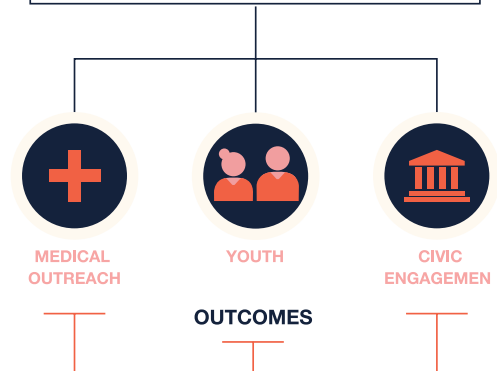 MEDICAL
OUTREACH
YOUTH
CIVIC
ENGAGEMEN
OUTCOMES